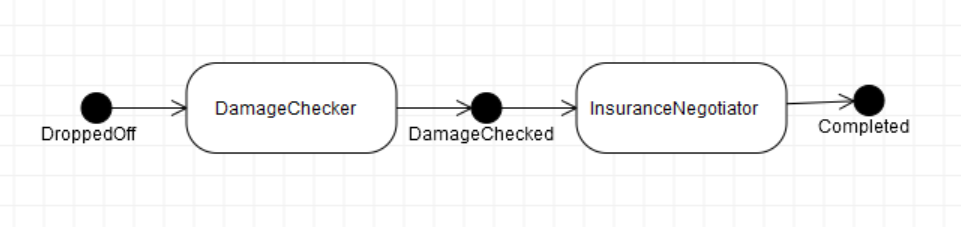 DroppedOff
DamageChecker
DamageChecked
InsuranceNegotiator
Completed